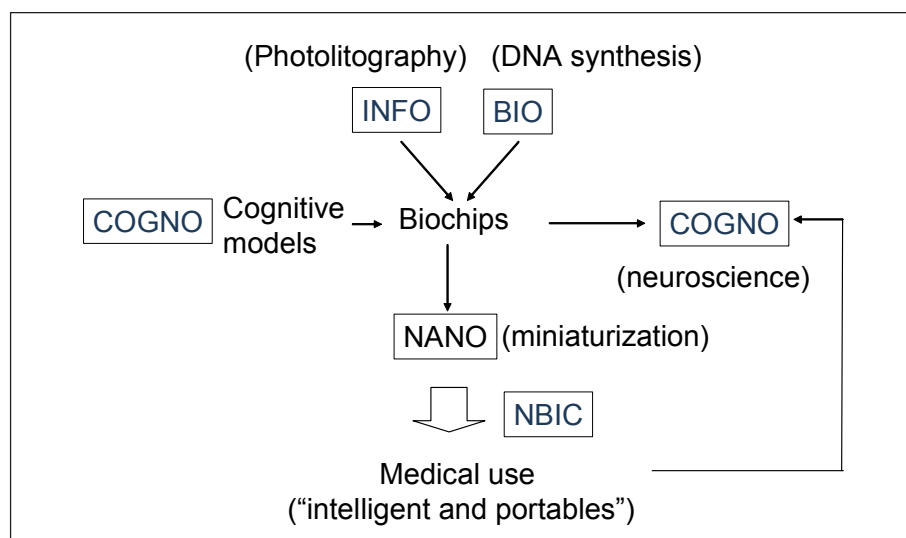 (Photolitography) (DNA synthesis)
INFO BIO
COGNO Cognitive models Biochips COGNO
(neuroscience)
NANO (miniaturization)
NBIC
Medical use
(“intelligent and portables”)